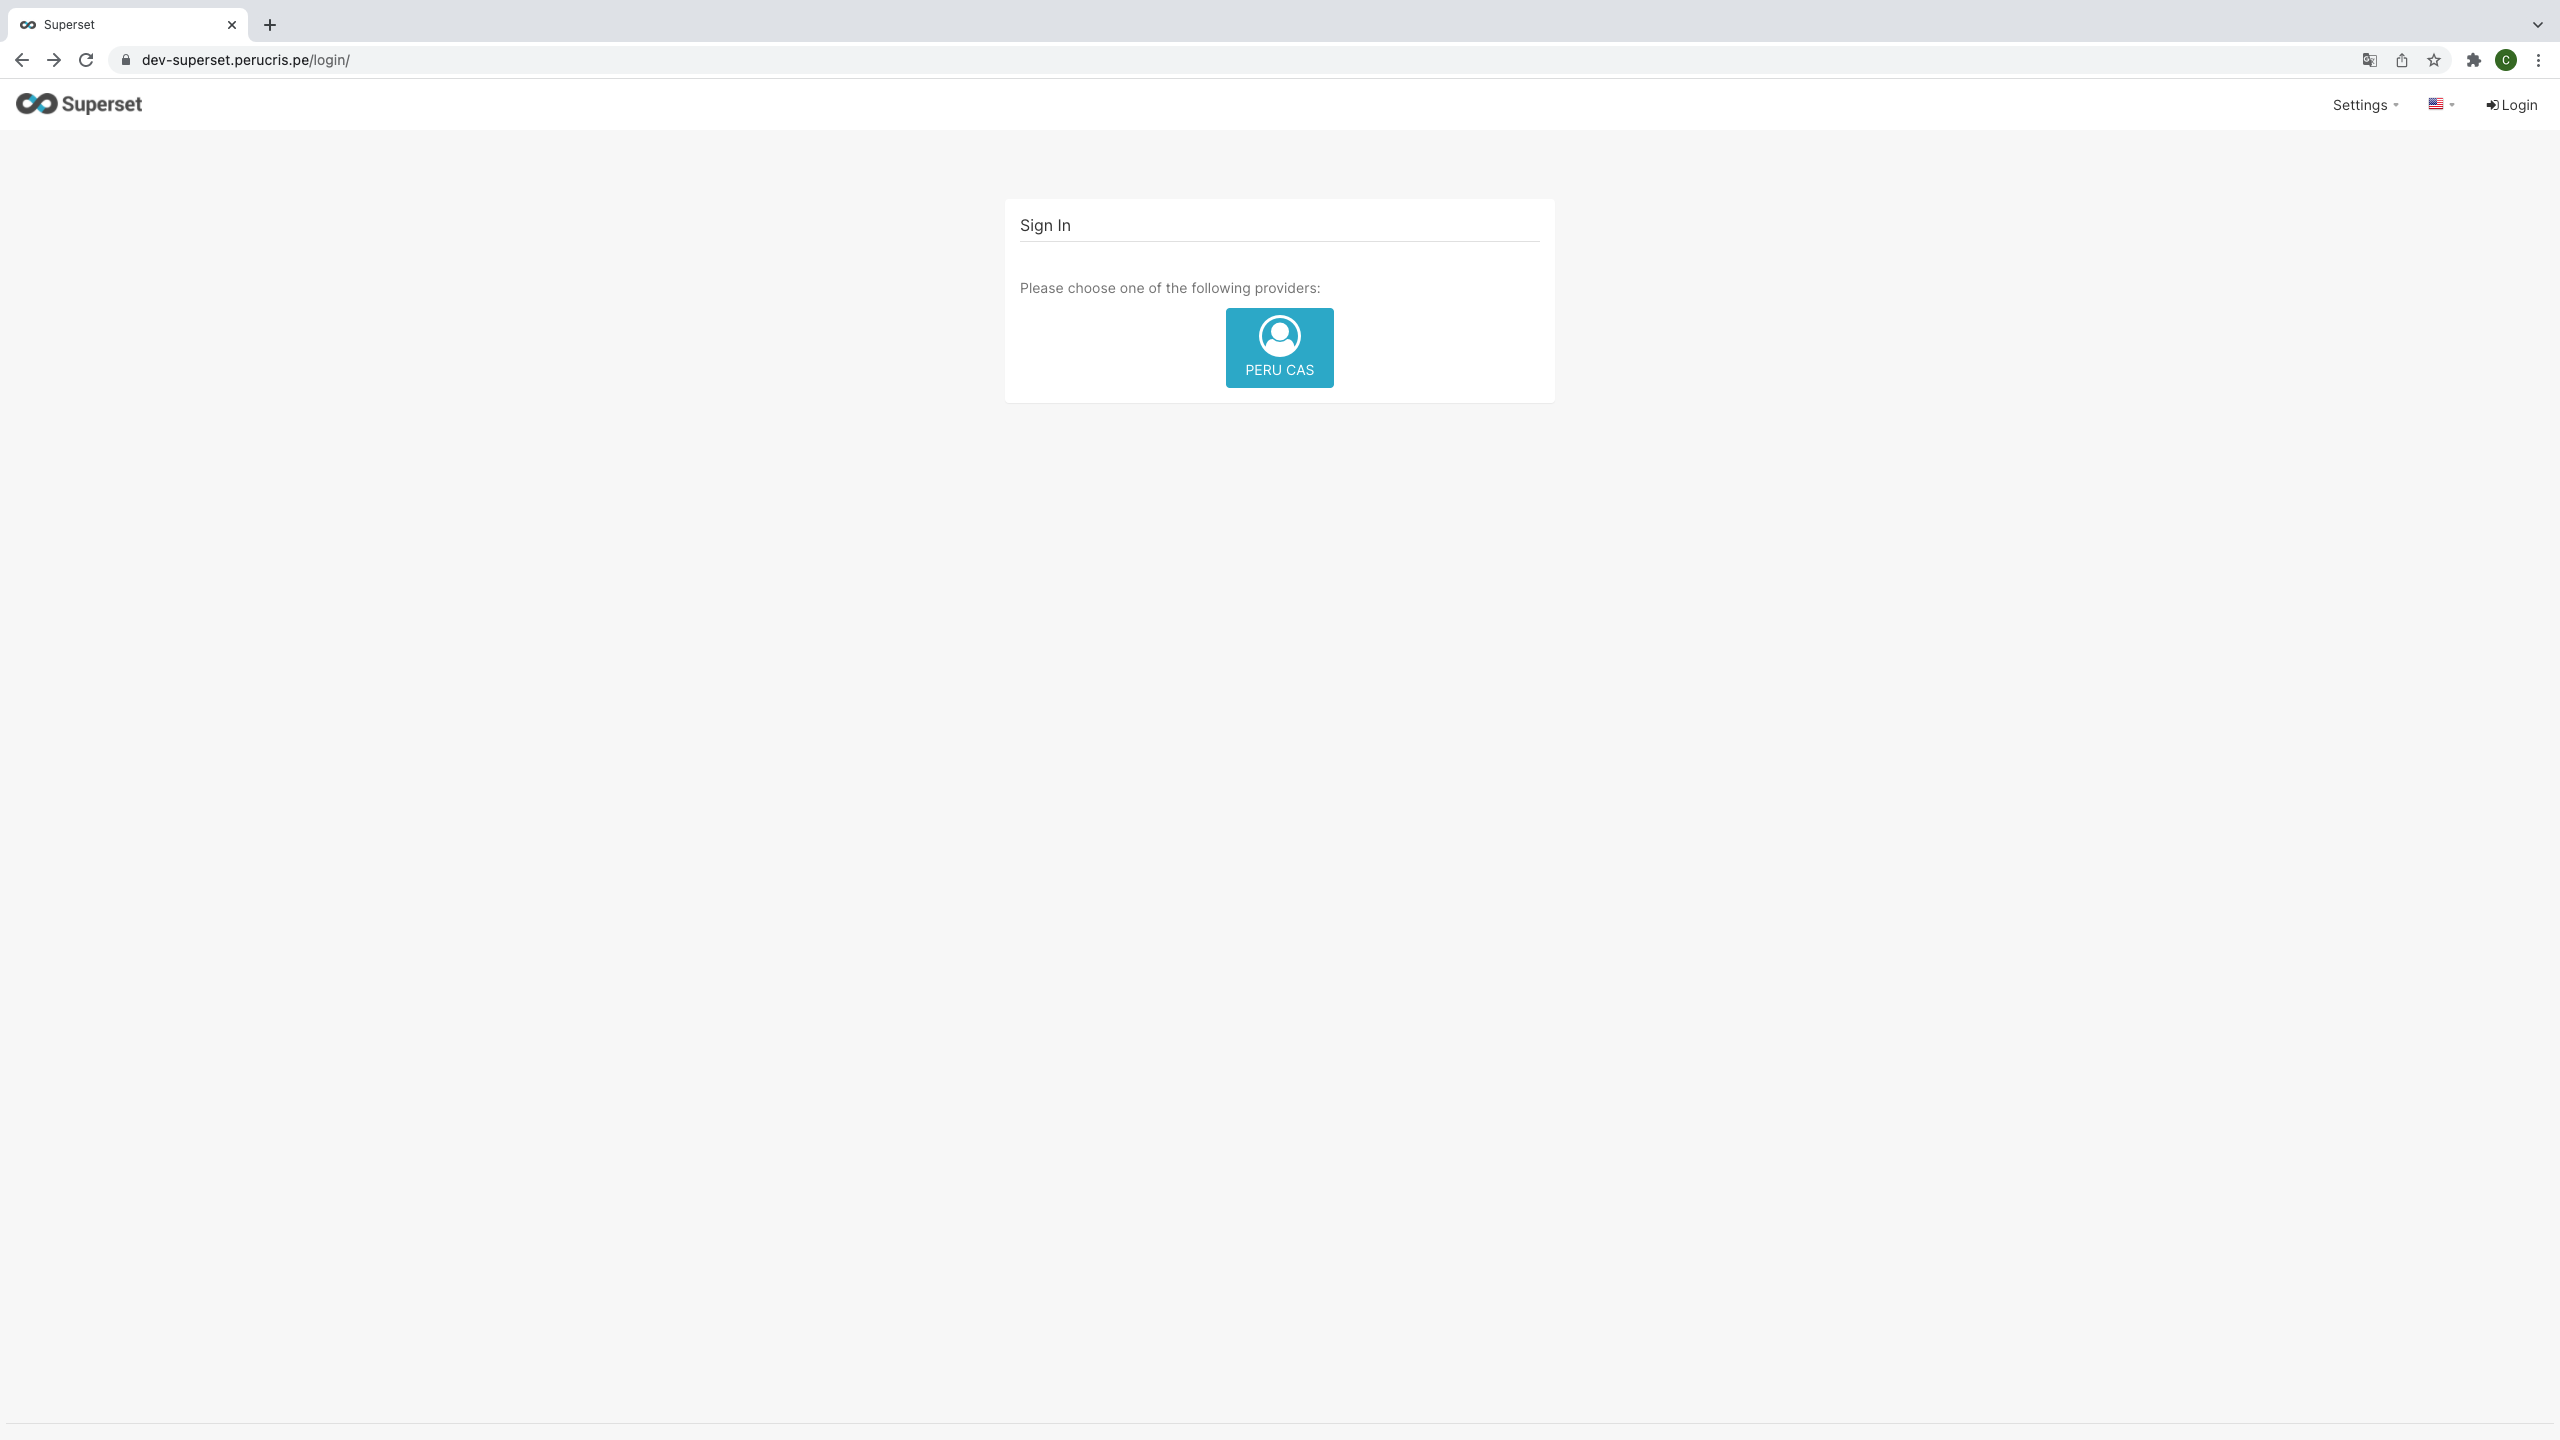 Superset
dev-superset.perucris.pe/login/
C
Superset
Settings
Login
Sign In
Please choose one of the following providers:
PERU CAS